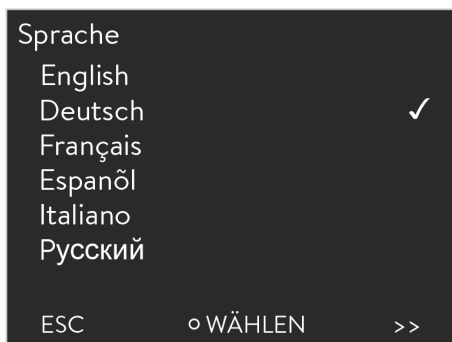 Sprache
English
Deutsch ✓
Français
Espanõl
Italiano
Русский
ESC ○ WÄHLEN >>